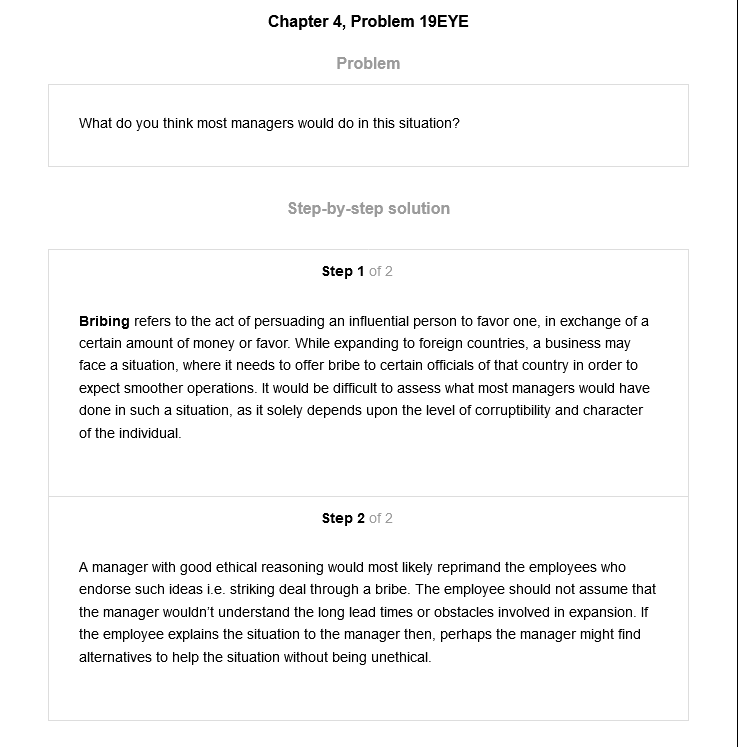 Chapter 4, Problem 19EYE
Problem
What do you think most managers would do in this situation?
Step-by-step solution
Step 1 of 2
Bribing refers to the act of persuading an influential person to favor one, in exchange of a
certain amount of money or favor. While expanding to foreign countries, a business may
face a situation, where it needs to offer bribe to certain officials of that country in order to
expect smoother operations. It would be difficult to assess what most managers would have
done in such a situation, as it solely depends upon the level of corruptibility and character
of the individual.
Step 2 of 2
A manager with good ethical reasoning would most likely reprimand the employees who
endorse such ideas i.e. striking deal through a bribe. The employee should not assume that
the manager wouldn't understand the long lead times or obstacles involved in expansion. If
the employee explains the situation to the manager then, perhaps the manager might find
alternatives to help the situation without being unethical.